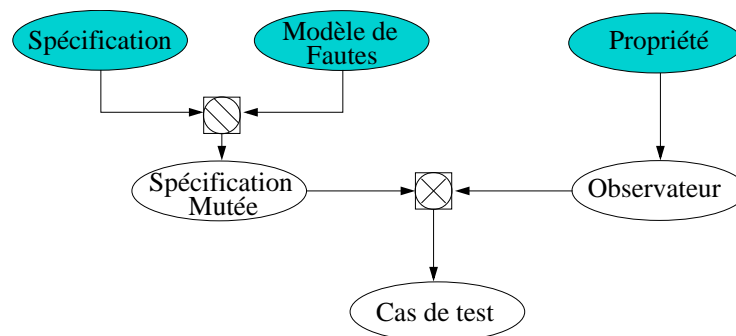 Spécification
Modèle de
Fautes
Propriété
Spécification
Mutée
Observateur
Cas de test